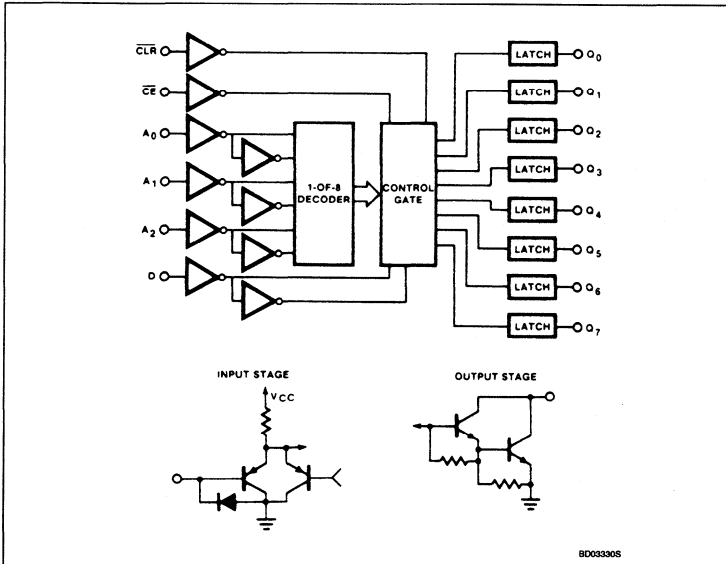 CLR
CE
A0
A1
A2
D
1-OF-8
DECODER
CONTROL
GATE
LATCH Q0
LATCH Q1
LATCH Q2
LATCH Q3
LATCH Q4
LATCH Q5
LATCH Q6
LATCH Q7
INPUT STAGE
VCC
OUTPUT STAGE
BD03330S